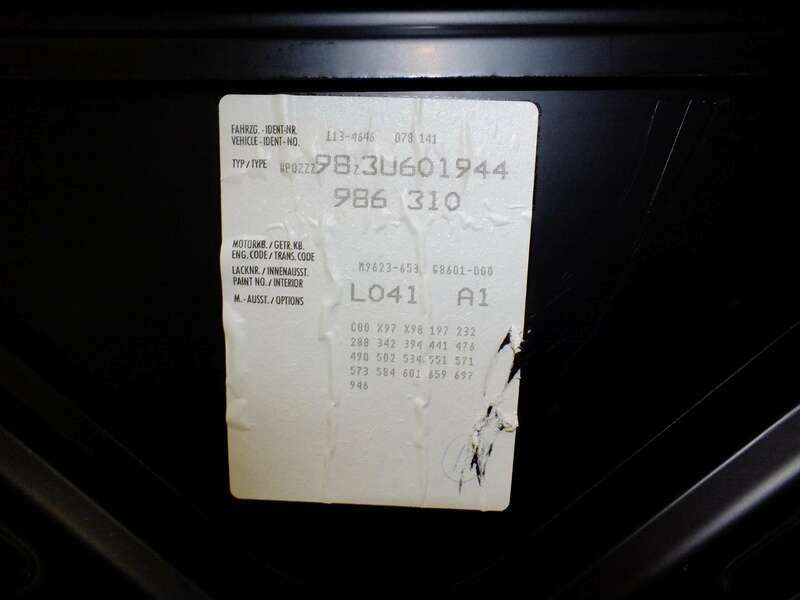 FAHRZG.-IDENT-NR. 113-4646 078 141
VEHICLE-IDENT-NO.
TYP/TYPE WP0ZZZ98Z3U601944
986 310
MOTORKB./GETR.KB.
ENG.CODE/TRANS.CODE M9623-653 G8601-D00
LACKNR./INNENAUSST.
PAINT NO./INTERIOR L041 A1
M.-AUSST./OPTIONS
C00 X97 X98 197 232
288 342 394 441 476
490 502 534 551 571
573 584 601 659 697
946